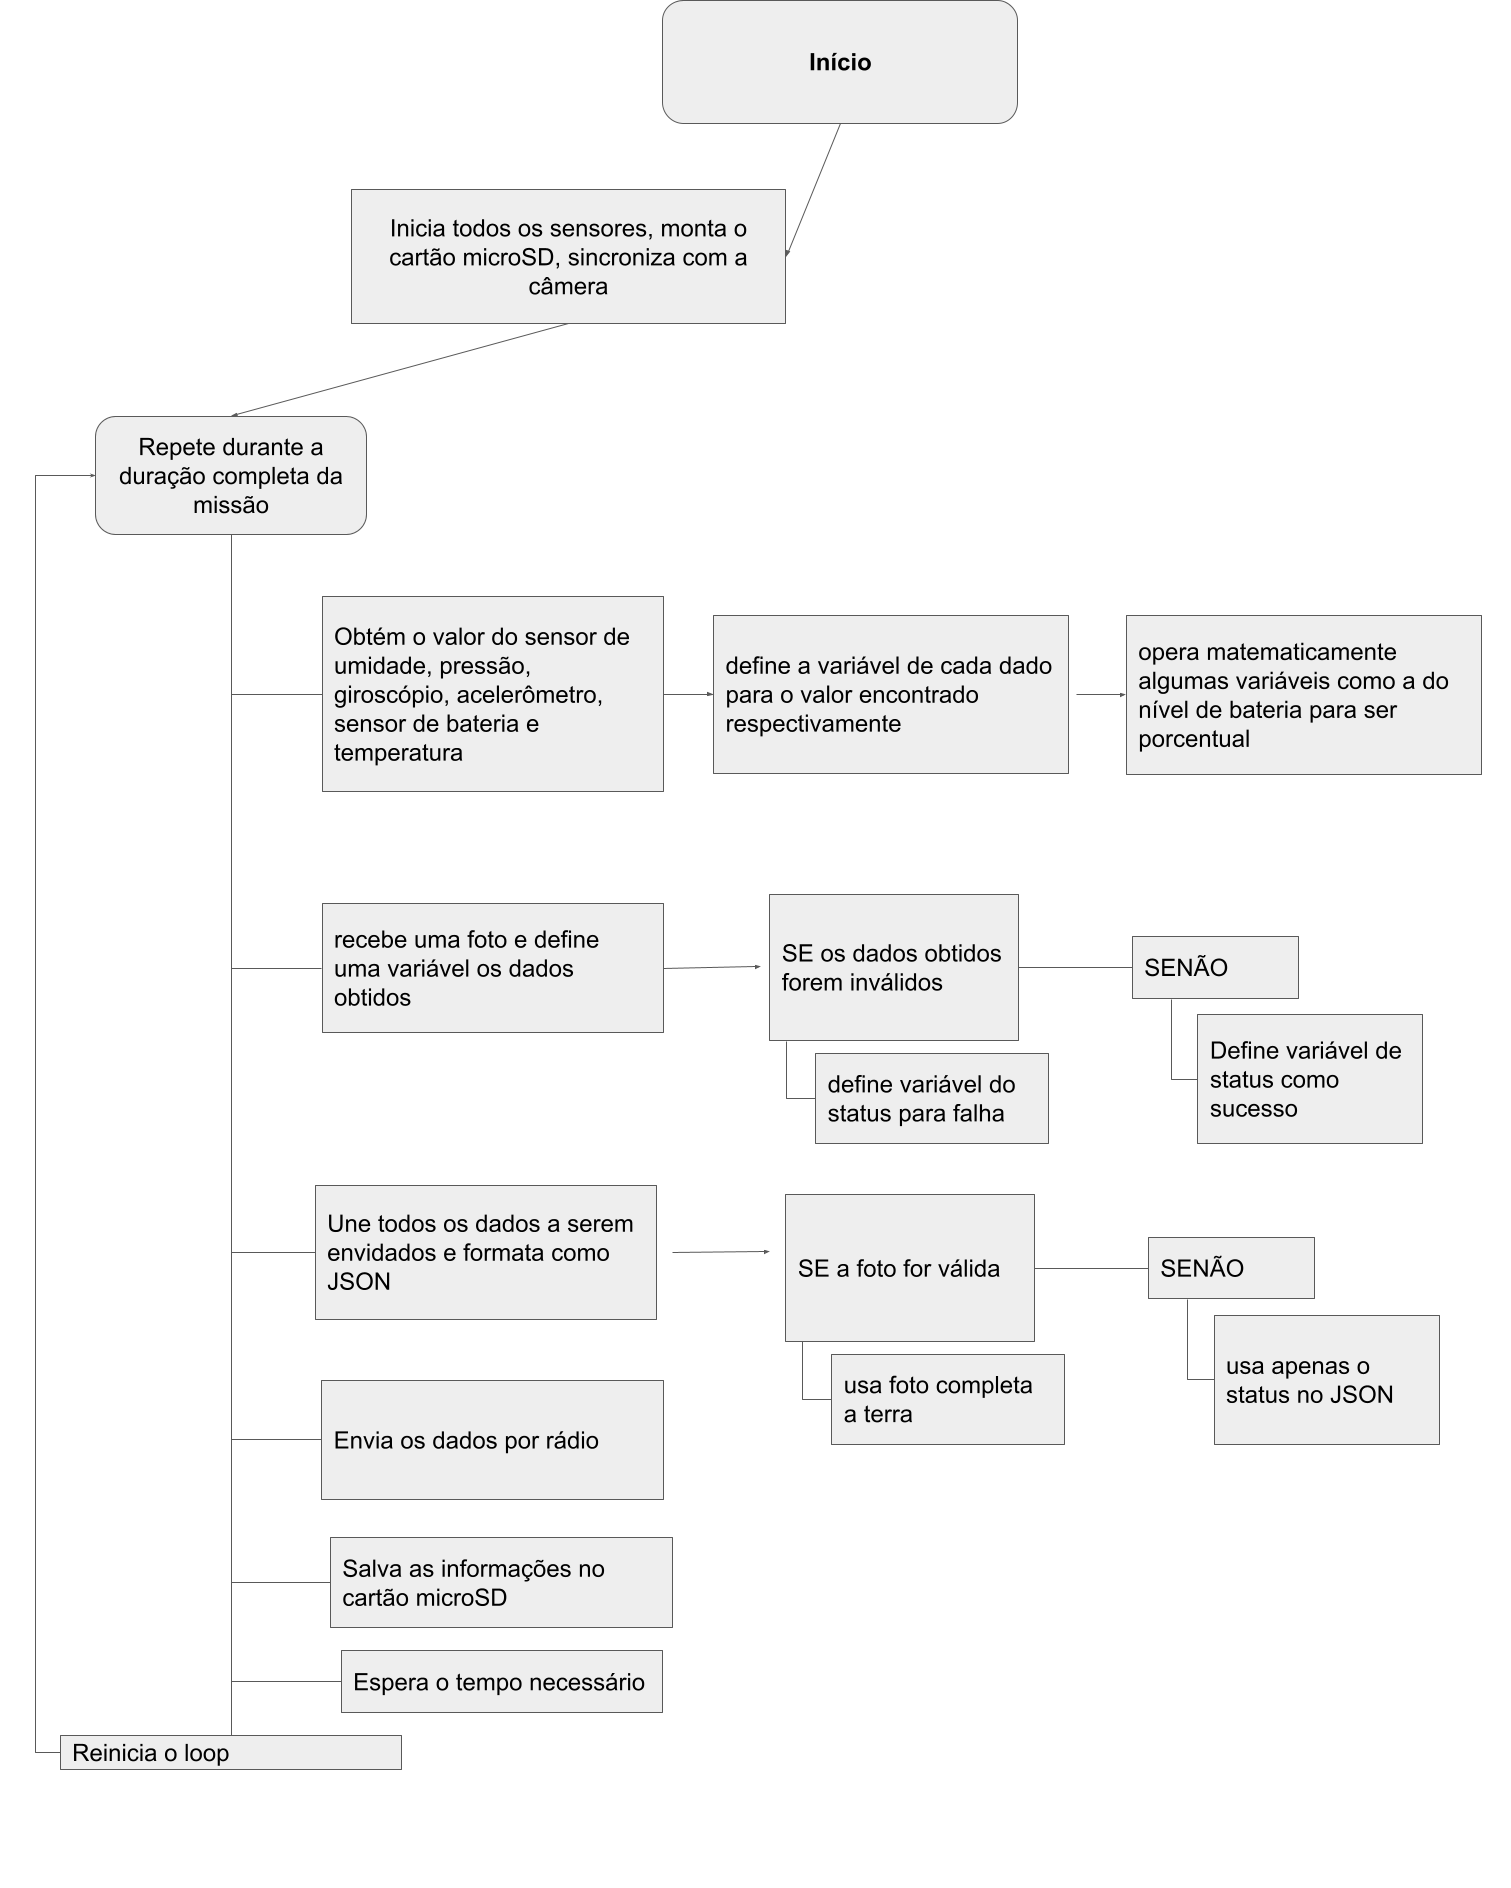 Início
Inicia todos os sensores, monta o
cartão microSD, sincroniza com a
câmera
Repete durante a
duração completa da
missão
Obtém o valor do sensor de
umidade, pressão,
giroscópio, acelerômetro,
sensor de bateria e
temperatura
define a variável de cada dado
para o valor encontrado
respectivamente
opera matematicamente
algumas variáveis como a do
nível de bateria para ser
porcentual
recebe uma foto e define
uma variável os dados
obtidos
SE os dados obtidos
forem inválidos
SENÃO
define variável do
status para falha
Define variável de
status como
sucesso
Une todos os dados a serem
envidados e formata como
JSON
SE a foto for válida
SENÃO
usa foto completa
a terra
usa apenas o
status no JSON
Envia os dados por rádio
Salva as informações no
cartão microSD
Espera o tempo necessário
Reinicia o loop